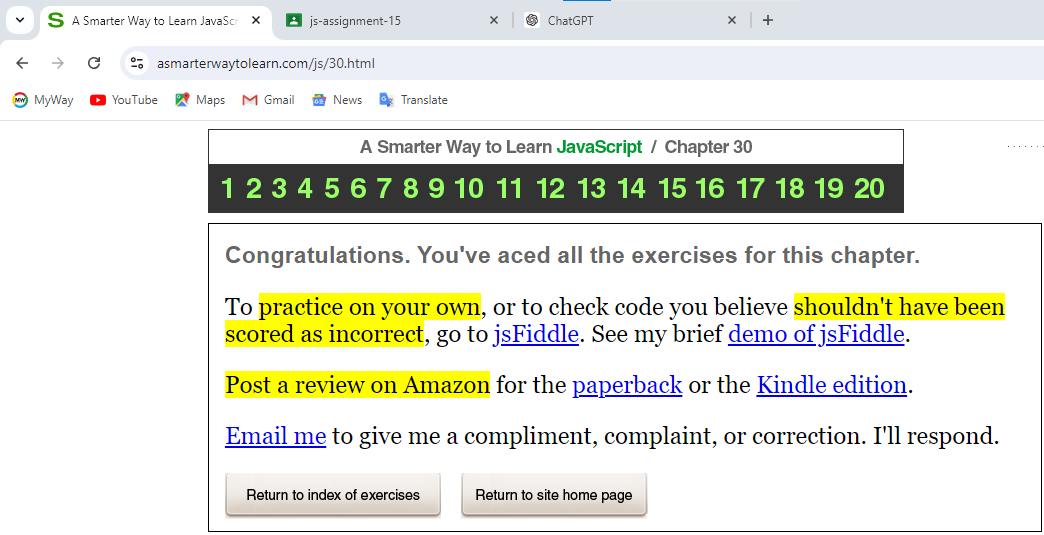 A Smarter Way to Learn JavaScr
js-assignment-15
ChatGPT
asmarterwaytolearn.com/js/30.html
MyWay YouTube Maps Gmail News Translate
A Smarter Way to Learn JavaScript / Chapter 30
1 2 3 4 5 6 7 8 9 10 11 12 13 14 15 16 17 18 19 20
Congratulations. You've aced all the exercises for this chapter.
To practice on your own, or to check code you believe shouldn't have been
scored as incorrect, go to jsFiddle. See my brief demo of jsFiddle.
Post a review on Amazon for the paperback or the Kindle edition.
Email me to give me a compliment, complaint, or correction. I'll respond.
Return to index of exercises Return to site home page